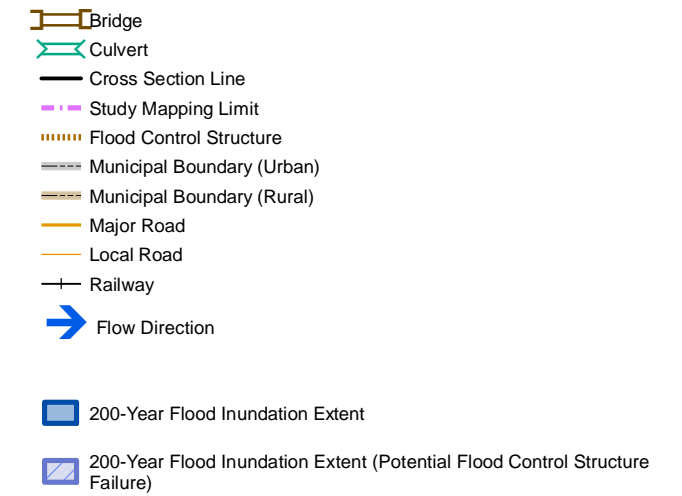 Bridge
Culvert
Cross Section Line
Study Mapping Limit
Flood Control Structure
Municipal Boundary (Urban)
Municipal Boundary (Rural)
Major Road
Local Road
Railway
Flow Direction
200-Year Flood Inundation Extent
200-Year Flood Inundation Extent (Potential Flood Control Structure
Failure)